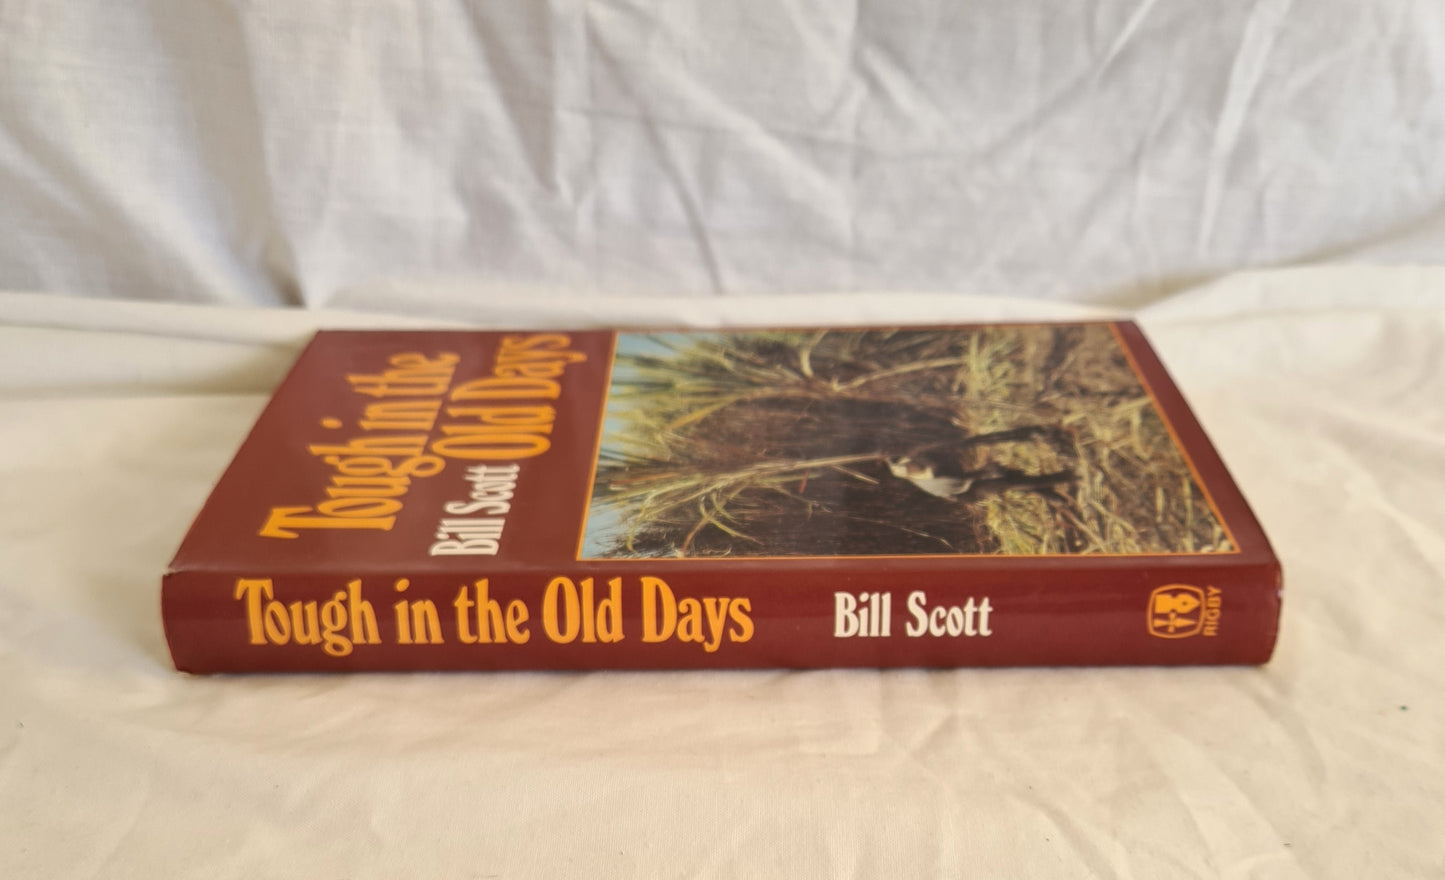 Tough in the
Old Days
Bill Scott
Tough in the Old Days Bill Scott RIGBY